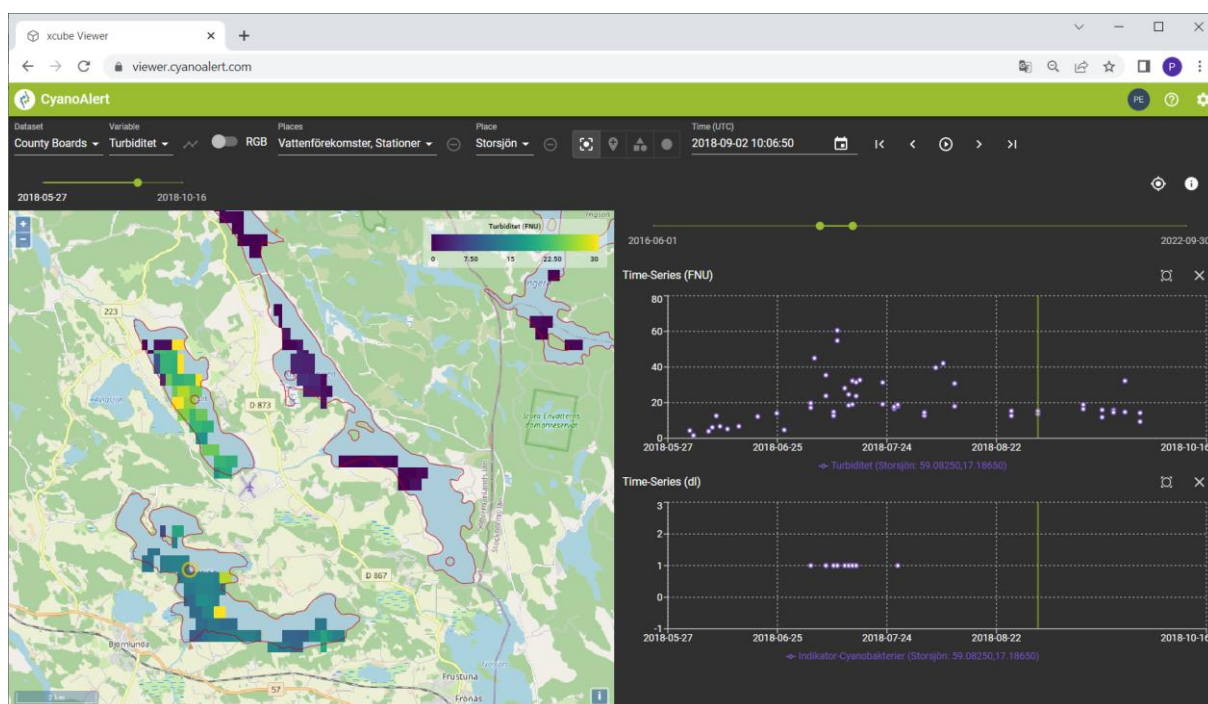 xcube Viewer
viewer.cyanoalert.com
P
CyanoAlert
PE
Dataset
County Boards
Variable
Turbiditet
RGB
Places
Vattenförekomster, Stationer
Place
Storsjön
Time (UTC)
2018-09-02 10:06:50
2018-05-27
2018-10-16
+
−
Turbiditet (FNU)
0 7.50 15 22.50 30
223
D 873
D 867
Björnlunda
57
Frustuna
Frönäs
i
2016-06-01
2022-09-30
Time-Series (FNU)
80
60
40
20
0
2018-05-27 2018-06-25 2018-07-24 2018-08-22 2018-10-16
Turbiditet (Storsjön: 59.08250,17.18650)
Time-Series (dl)
3
2
1
0
-1
2018-05-27 2018-06-25 2018-07-24 2018-08-22 2018-10-16
Indikator-Cyanobakterier (Storsjön: 59.08250,17.18650)